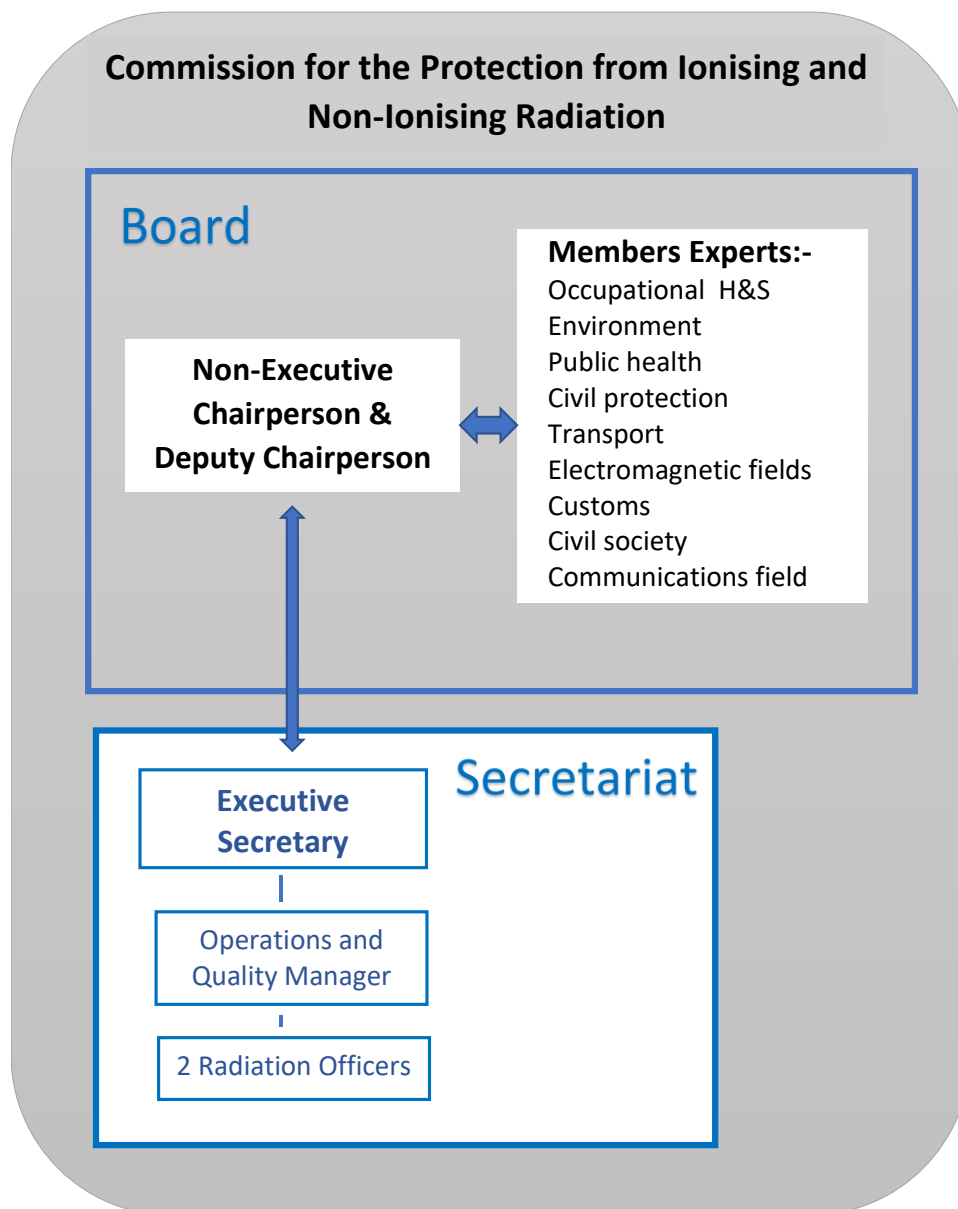 Commission for the Protection from Ionising and
Non-Ionising Radiation
Board
Non-Executive
Chairperson &
Deputy Chairperson
Members Experts:-
Occupational  H&S
Environment
Public health
Civil protection
Transport
Electromagnetic fields
Customs
Civil society
Communications field
Secretariat
Executive
Secretary
Operations and
Quality Manager
2 Radiation Officers